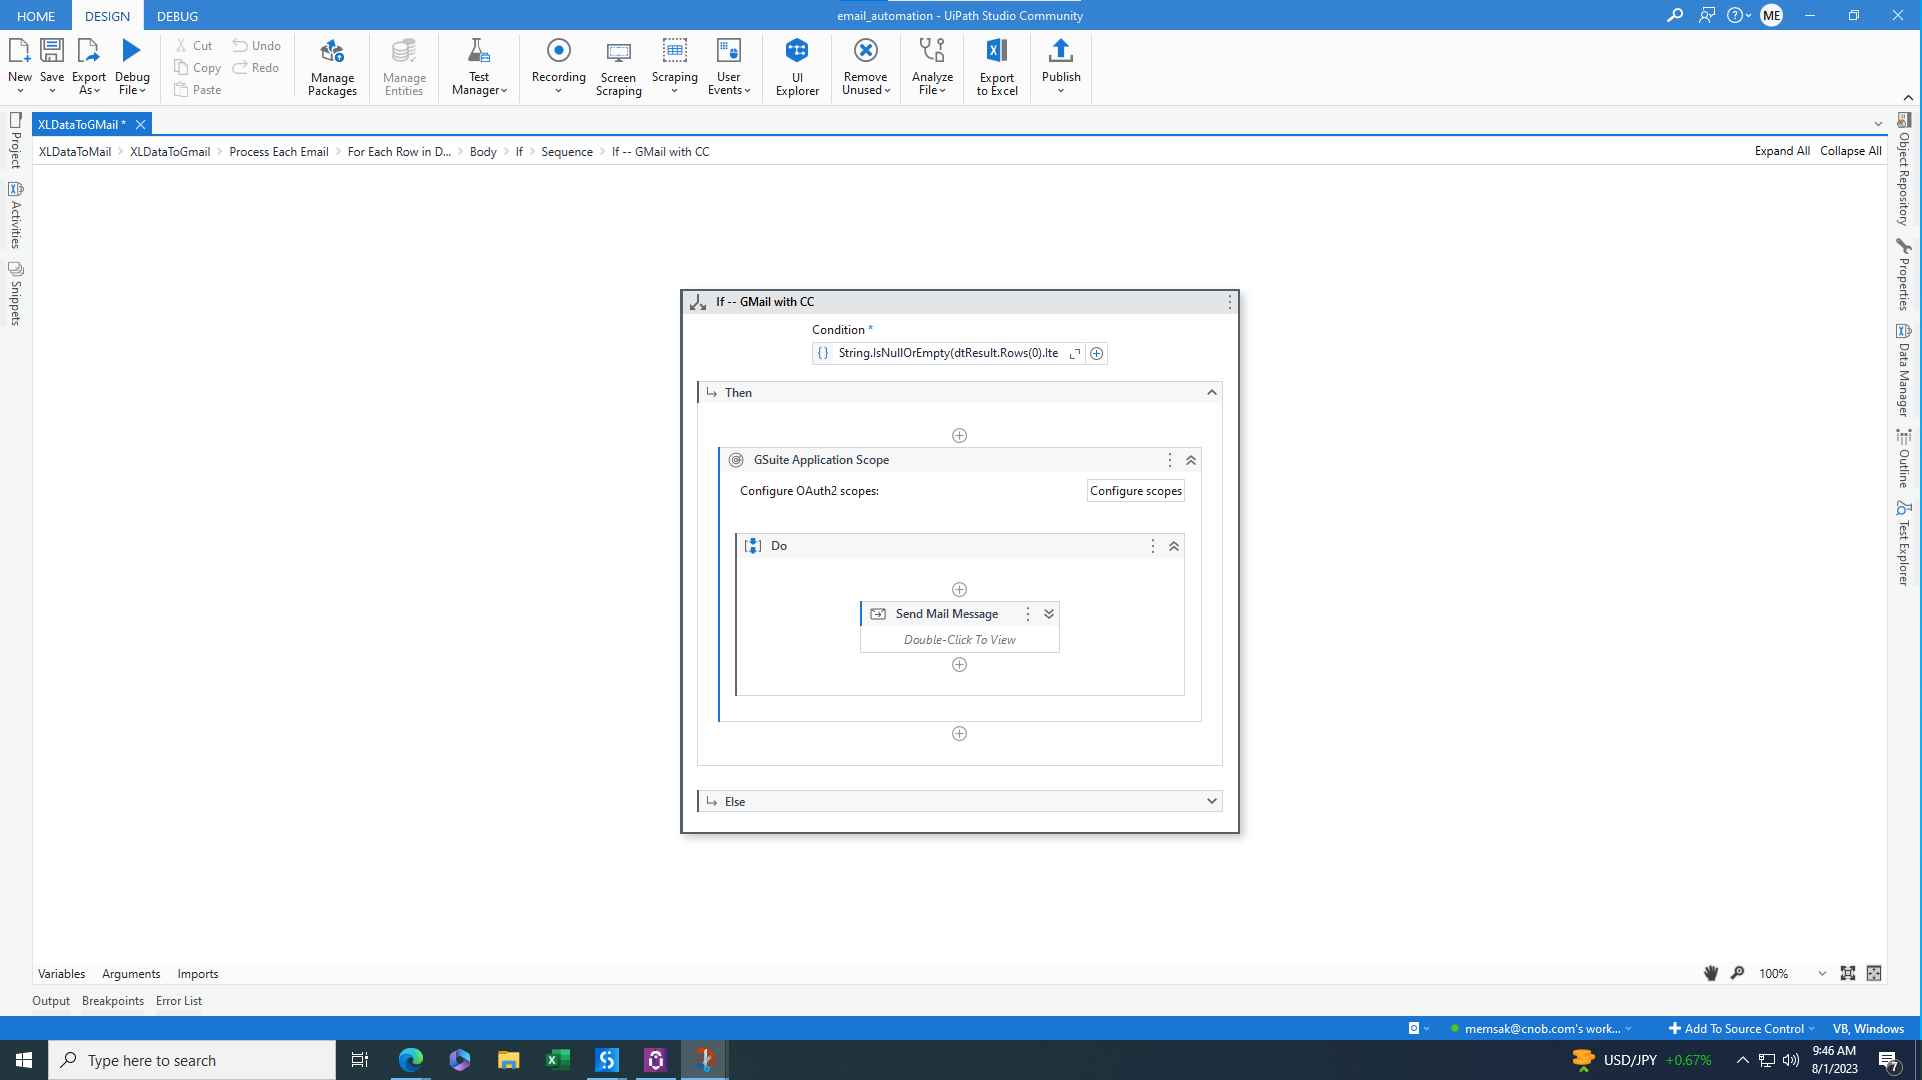 HOME DESIGN DEBUG email_automation - UiPath Studio Community ME
New Save Export As Debug File
Cut Undo
Copy Redo
Paste
Manage Packages
Manage Entities
Test Manager
Recording
Screen Scraping
Scraping
User Events
UI Explorer
Remove Unused
Analyze File
Export to Excel
Publish
XLDataToGMail *
XLDataToMail XLDataToGmail Process Each Email For Each Row in D... Body If Sequence If -- GMail with CC Expand All Collapse All
Project
Activities
Snippets
Object Repository
Properties
Data Manager
Outline
Test Explorer
If -- GMail with CC
Condition *
String.IsNullOrEmpty(dtResult.Rows(0).Ite
Then
GSuite Application Scope
Configure OAuth2 scopes: Configure scopes
Do
Send Mail Message
Double-Click To View
Else
Variables Arguments Imports 100%
Output Breakpoints Error List
memsak@cnob.com's work... Add To Source Control VB, Windows
Type here to search
USD/JPY +0.67%
9:46 AM
8/1/2023
7